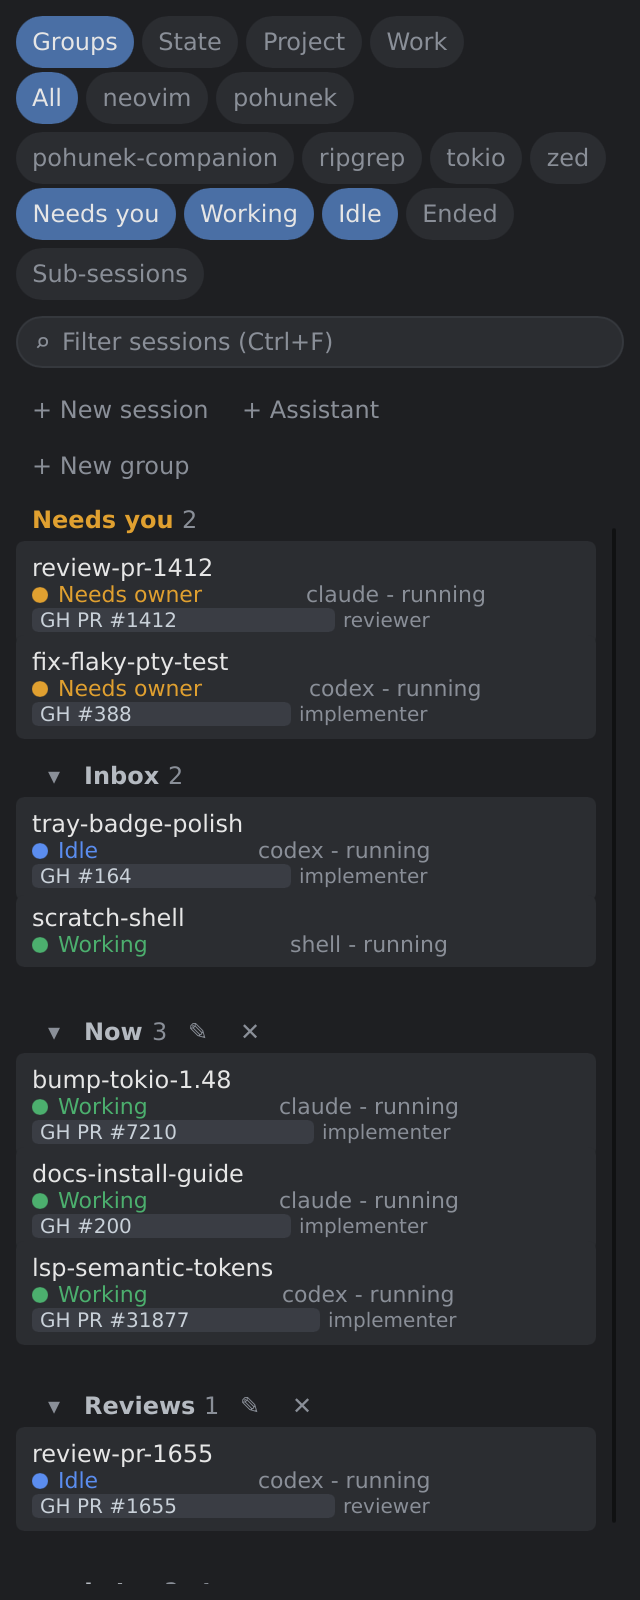 Groups State Project Work
All neovim pohunek
pohunek-companion ripgrep tokio zed
Needs you Working Idle Ended
Sub-sessions
Filter sessions (Ctrl+F)
+ New session + Assistant
+ New group
Needs you 2
review-pr-1412
Needs owner claude - running
GH PR #1412 reviewer
fix-flaky-pty-test
Needs owner codex - running
GH #388 implementer
▾ Inbox 2
tray-badge-polish
Idle codex - running
GH #164 implementer
scratch-shell
Working shell - running
▾ Now 3 ✎ ✕
bump-tokio-1.48
Working claude - running
GH PR #7210 implementer
docs-install-guide
Working claude - running
GH #200 implementer
lsp-semantic-tokens
Working codex - running
GH PR #31877 implementer
▾ Reviews 1 ✎ ✕
review-pr-1655
Idle codex - running
GH PR #1655 reviewer